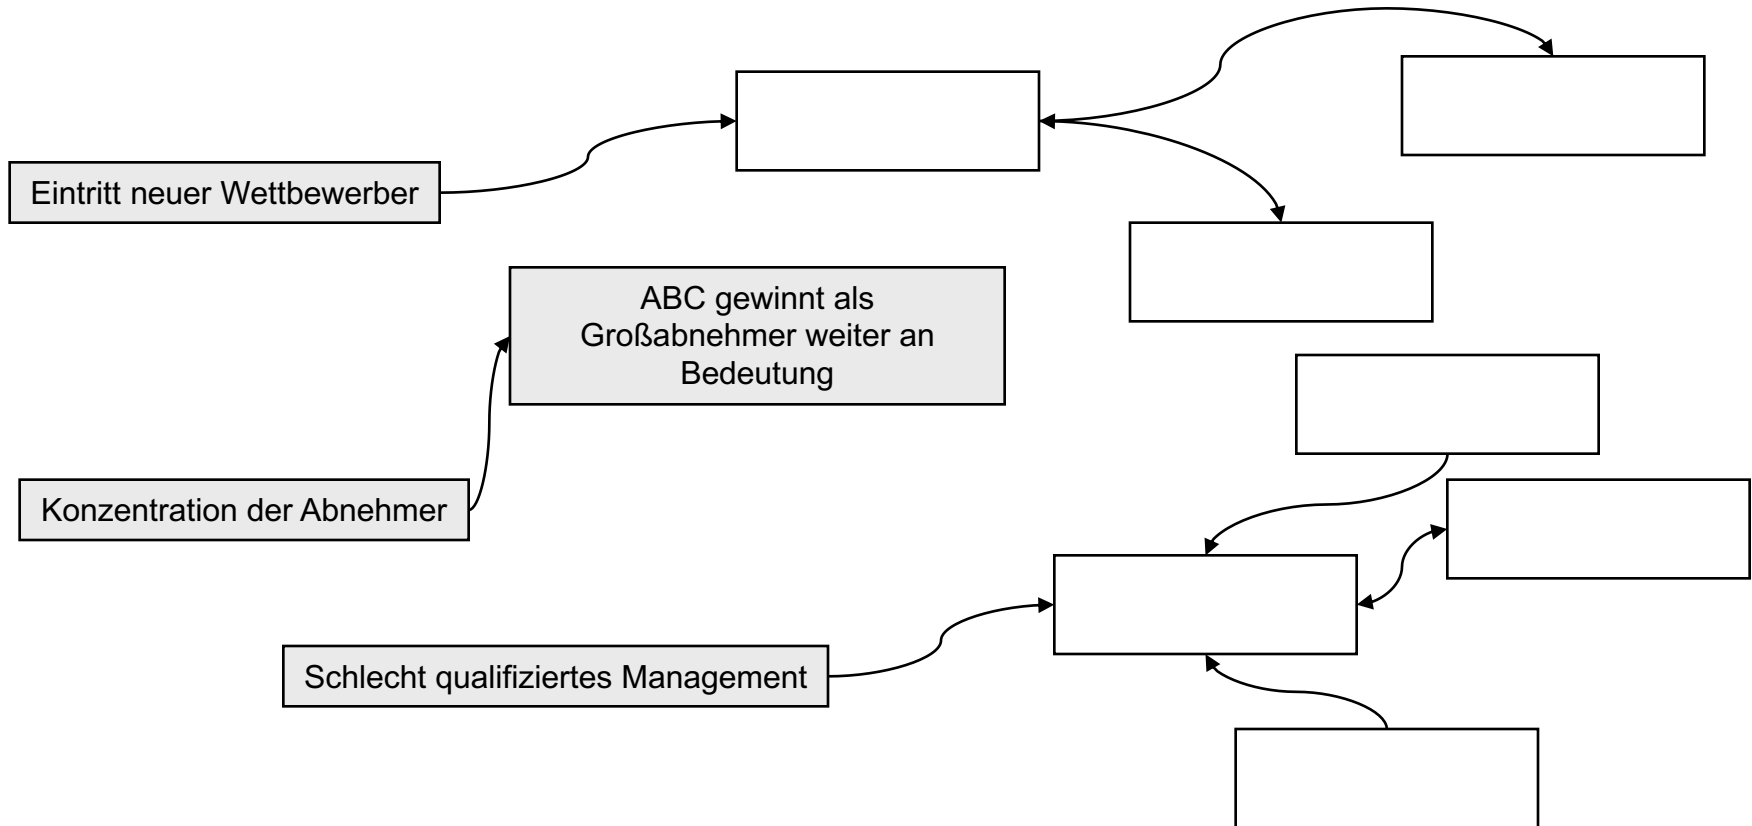 Eintritt neuer Wettbewerber
ABC gewinnt als
Großabnehmer weiter an
Bedeutung
Konzentration der Abnehmer
Schlecht qualifiziertes Management